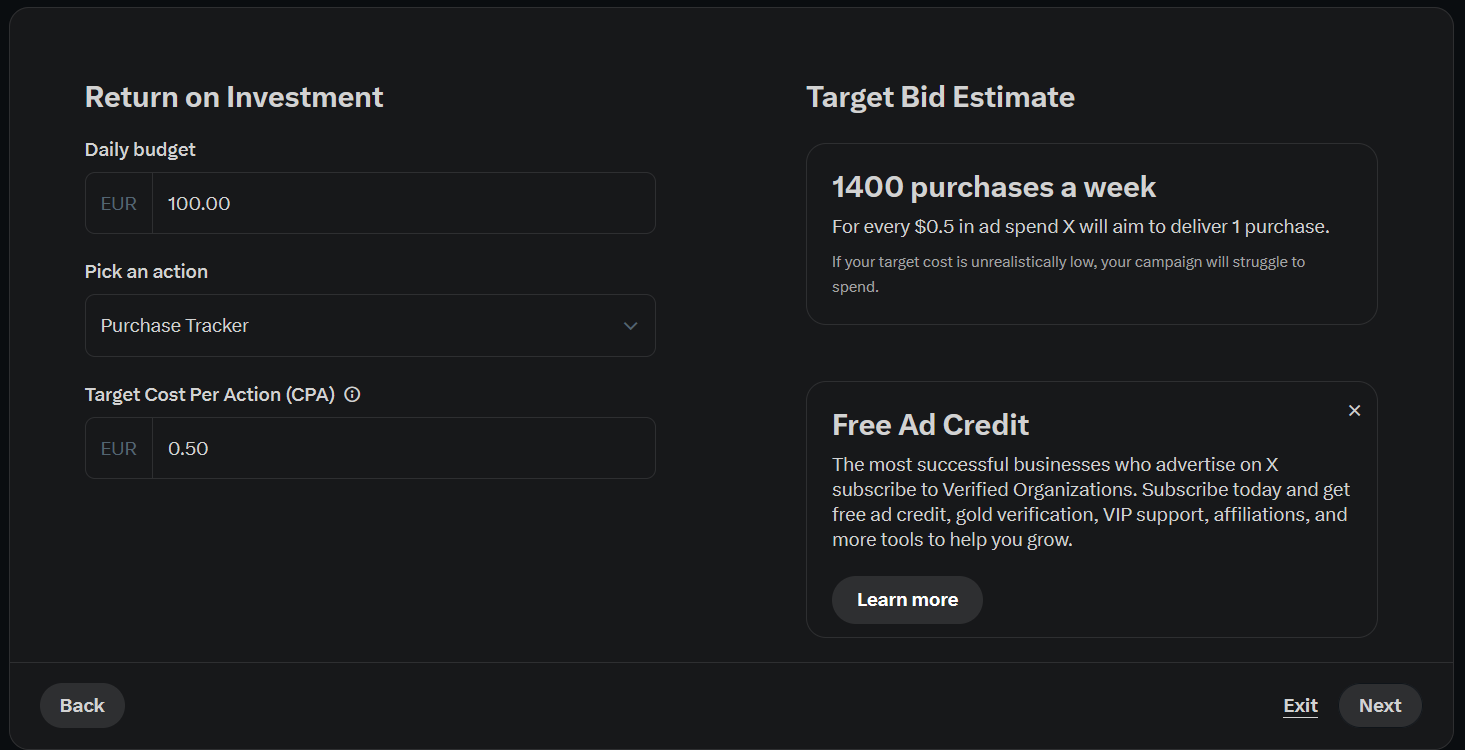 Return on Investment
Daily budget
EUR 100.00
Pick an action
Purchase Tracker
Target Cost Per Action (CPA)
EUR 0.50
Target Bid Estimate
1400 purchases a week
For every $0.5 in ad spend X will aim to deliver 1 purchase.
If your target cost is unrealistically low, your campaign will struggle to
spend.
Free Ad Credit
The most successful businesses who advertise on X
subscribe to Verified Organizations. Subscribe today and get
free ad credit, gold verification, VIP support, affiliations, and
more tools to help you grow.
Learn more
Back
Exit
Next